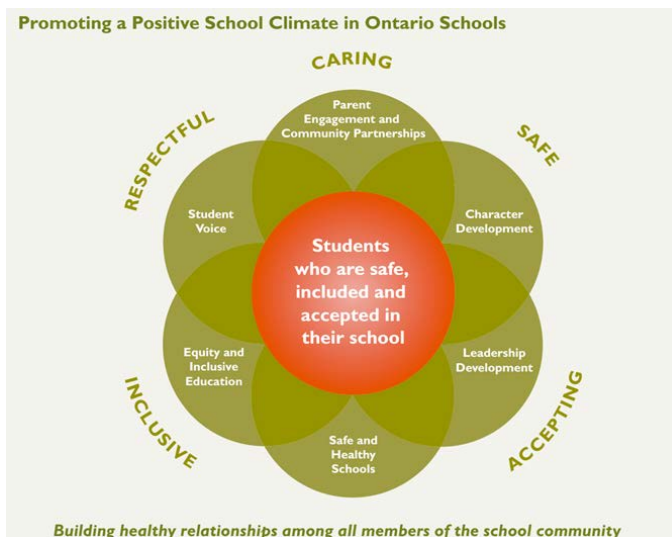 Promoting a Positive School Climate in Ontario Schools
CARING
RESPECTFUL
SAFE
Parent
Engagement and
Community Partnerships
Student
Voice
Character
Development
Students
who are safe,
included and
accepted in
their school
Equity and
Inclusive
Education
Leadership
Development
Safe and
Healthy
Schools
INCLUSIVE
ACCEPTING
Building healthy relationships among all members of the school community